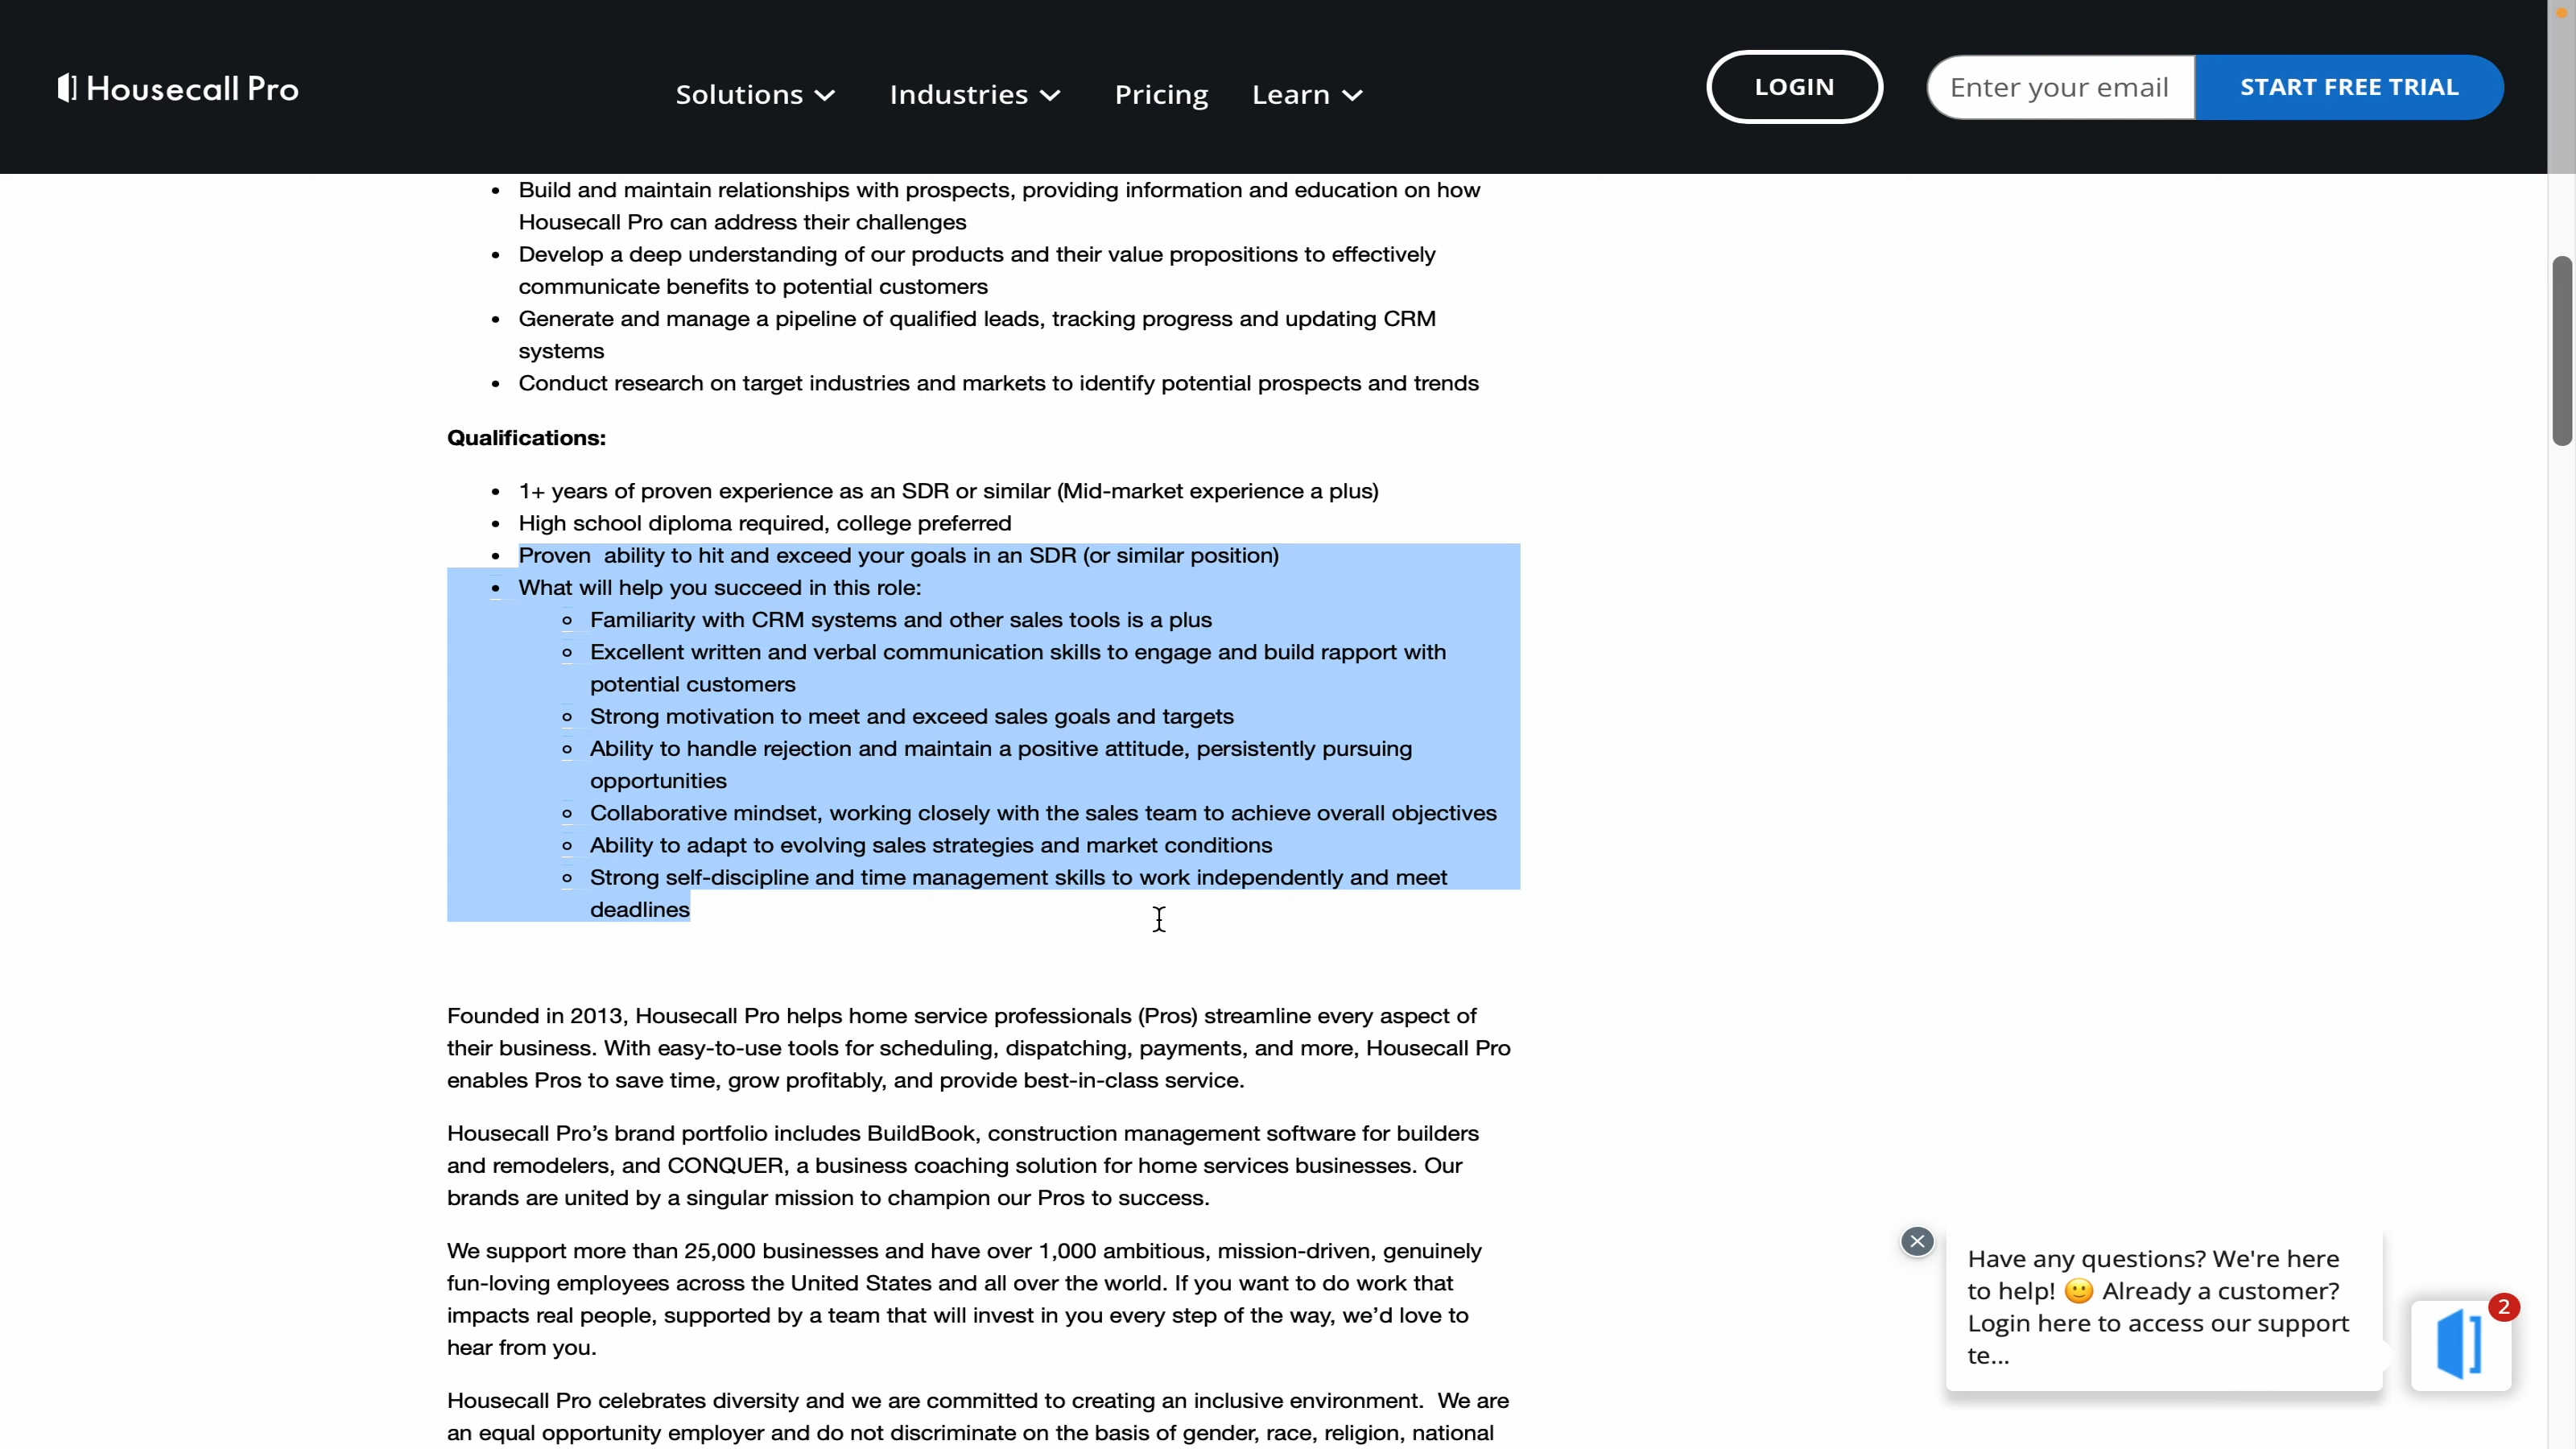 Housecall Pro
Solutions
Industries
Pricing
Learn
LOGIN
Enter your email
START FREE TRIAL
• Build and maintain relationships with prospects, providing information and education on how
Housecall Pro can address their challenges
• Develop a deep understanding of our products and their value propositions to effectively
communicate benefits to potential customers
• Generate and manage a pipeline of qualified leads, tracking progress and updating CRM
systems
• Conduct research on target industries and markets to identify potential prospects and trends
Qualifications:
• 1+ years of proven experience as an SDR or similar (Mid-market experience a plus)
• High school diploma required, college preferred
• Proven  ability to hit and exceed your goals in an SDR (or similar position)
• What will help you succeed in this role:
○ Familiarity with CRM systems and other sales tools is a plus
○ Excellent written and verbal communication skills to engage and build rapport with
potential customers
○ Strong motivation to meet and exceed sales goals and targets
○ Ability to handle rejection and maintain a positive attitude, persistently pursuing
opportunities
○ Collaborative mindset, working closely with the sales team to achieve overall objectives
○ Ability to adapt to evolving sales strategies and market conditions
○ Strong self-discipline and time management skills to work independently and meet
deadlines
Founded in 2013, Housecall Pro helps home service professionals (Pros) streamline every aspect of
their business. With easy-to-use tools for scheduling, dispatching, payments, and more, Housecall Pro
enables Pros to save time, grow profitably, and provide best-in-class service.
Housecall Pro’s brand portfolio includes BuildBook, construction management software for builders
and remodelers, and CONQUER, a business coaching solution for home services businesses. Our
brands are united by a singular mission to champion our Pros to success.
We support more than 25,000 businesses and have over 1,000 ambitious, mission-driven, genuinely
fun-loving employees across the United States and all over the world. If you want to do work that
impacts real people, supported by a team that will invest in you every step of the way, we’d love to
hear from you.
Housecall Pro celebrates diversity and we are committed to creating an inclusive environment.  We are
an equal opportunity employer and do not discriminate on the basis of gender, race, religion, national
Have any questions? We're here
to help! 🙂 Already a customer?
Login here to access our support
te...
2